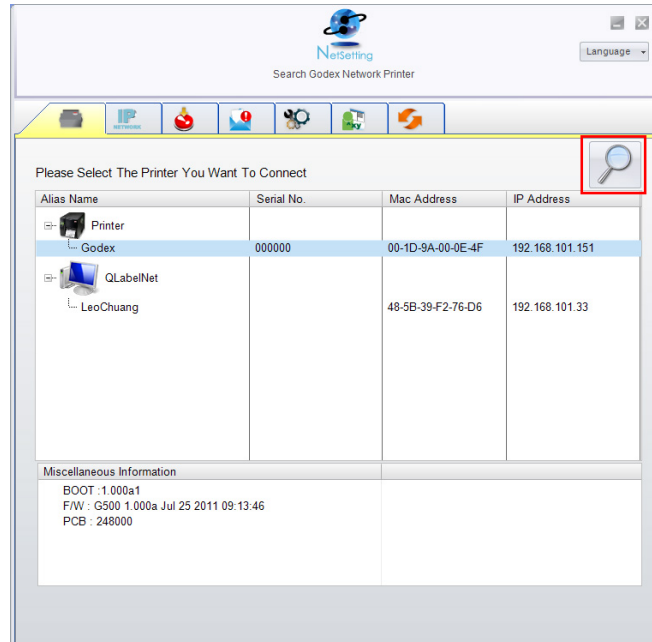 NetSetting
Language
Search Godex Network Printer
IP
NETWORK
Please Select The Printer You Want To Connect
Alias Name Serial No. Mac Address IP Address
Printer
Godex 000000 00-1D-9A-00-0E-4F 192.168.101.151
QLabelNet
LeoChuang 48-5B-39-F2-76-D6 192.168.101.33
Miscellaneous Information
BOOT :1.000a1
F/W : G500 1.000a Jul 25 2011 09:13:46
PCB : 248000